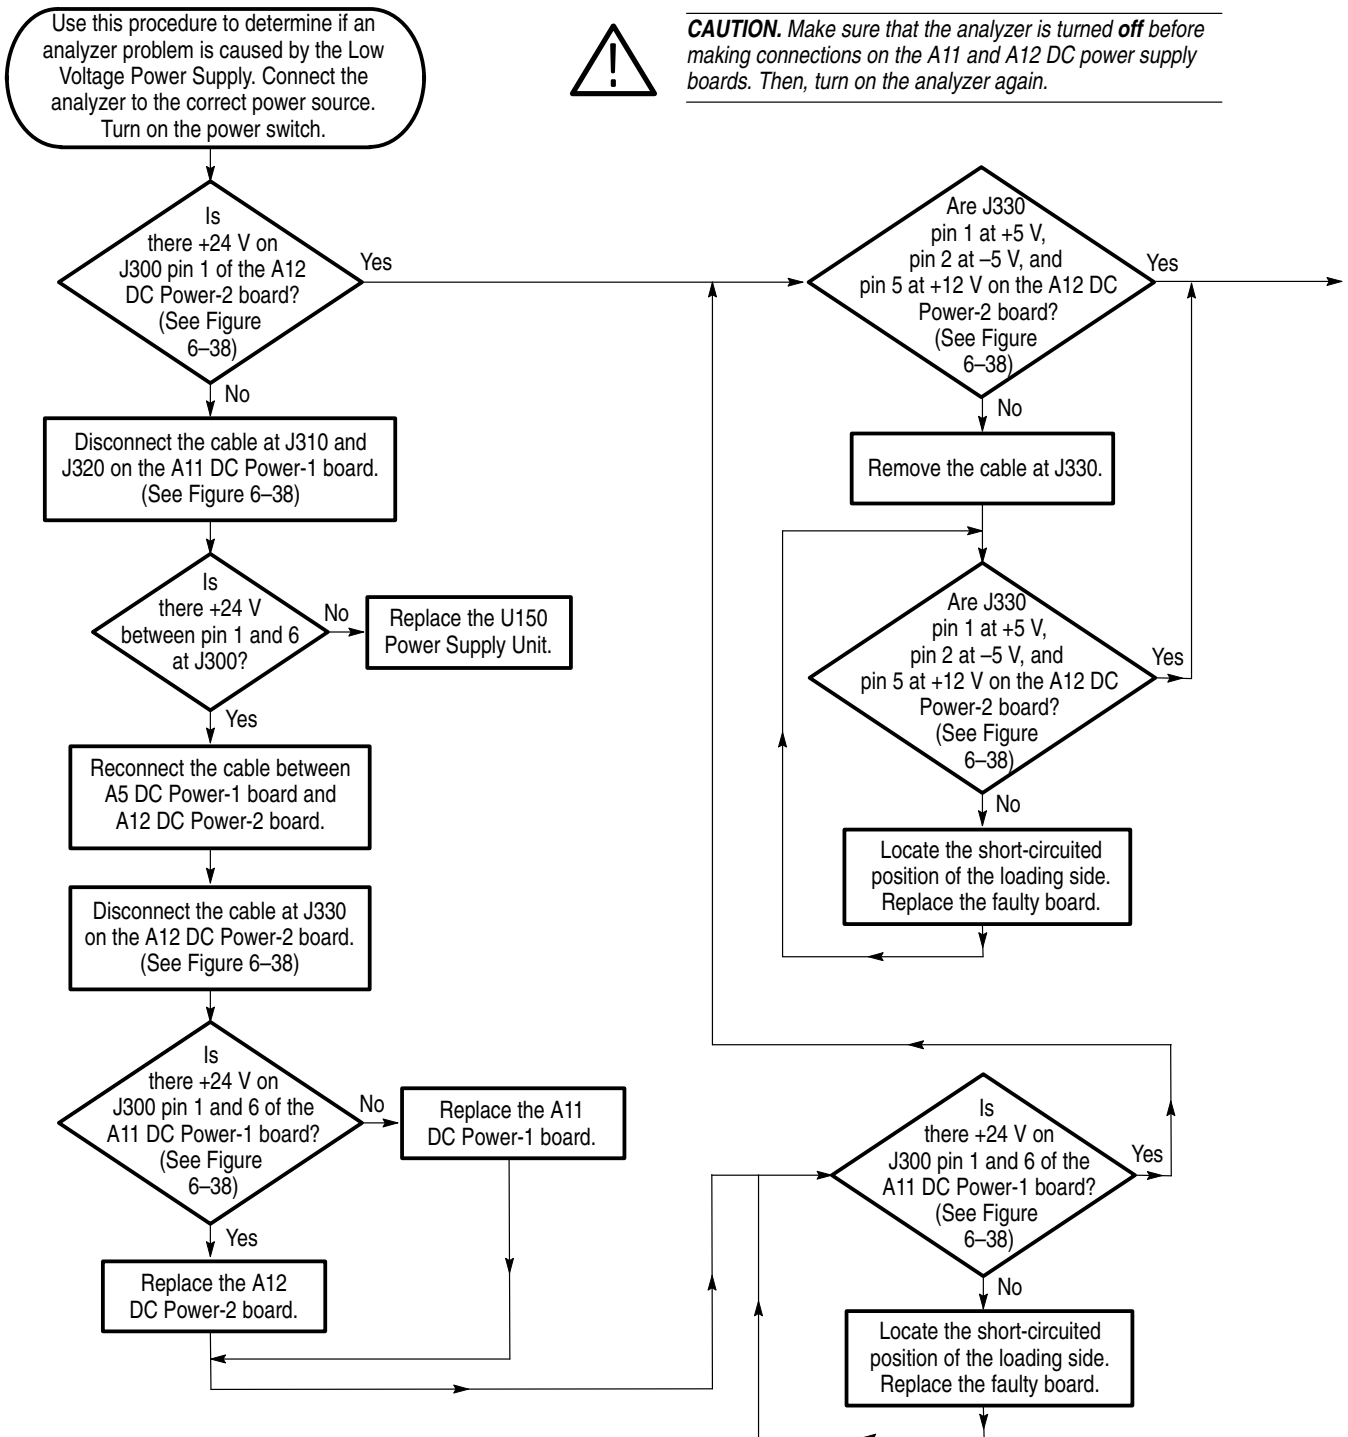 Use this procedure to determine if an
analyzer problem is caused by the Low
Voltage Power Supply. Connect the
analyzer to the correct power source.
Turn on the power switch.
CAUTION. Make sure that the analyzer is turned off before
making connections on the A11 and A12 DC power supply
boards. Then, turn on the analyzer again.
Is
there +24 V on
J300 pin 1 of the A12
DC Power-2 board?
(See Figure
6–38)
Yes
No
Disconnect the cable at J310 and
J320 on the A11 DC Power-1 board.
(See Figure 6–38)
Is
there +24 V
between pin 1 and 6
at J300?
No
Replace the U150
Power Supply Unit.
Yes
Reconnect the cable between
A5 DC Power-1 board and
A12 DC Power-2 board.
Disconnect the cable at J330
on the A12 DC Power-2 board.
(See Figure 6–38)
Is
there +24 V on
J300 pin 1 and 6 of the
A11 DC Power-1 board?
(See Figure
6–38)
No
Replace the A11
DC Power-1 board.
Yes
Replace the A12
DC Power-2 board.
Are J330
pin 1 at +5 V,
pin 2 at –5 V, and
pin 5 at +12 V on the A12 DC
Power-2 board?
(See Figure
6–38)
Yes
No
Remove the cable at J330.
Are J330
pin 1 at +5 V,
pin 2 at –5 V, and
pin 5 at +12 V on the A12 DC
Power-2 board?
(See Figure
6–38)
Yes
No
Locate the short-circuited
position of the loading side.
Replace the faulty board.
Is
there +24 V on
J300 pin 1 and 6 of the
A11 DC Power-1 board?
(See Figure
6–38)
Yes
No
Locate the short-circuited
position of the loading side.
Replace the faulty board.